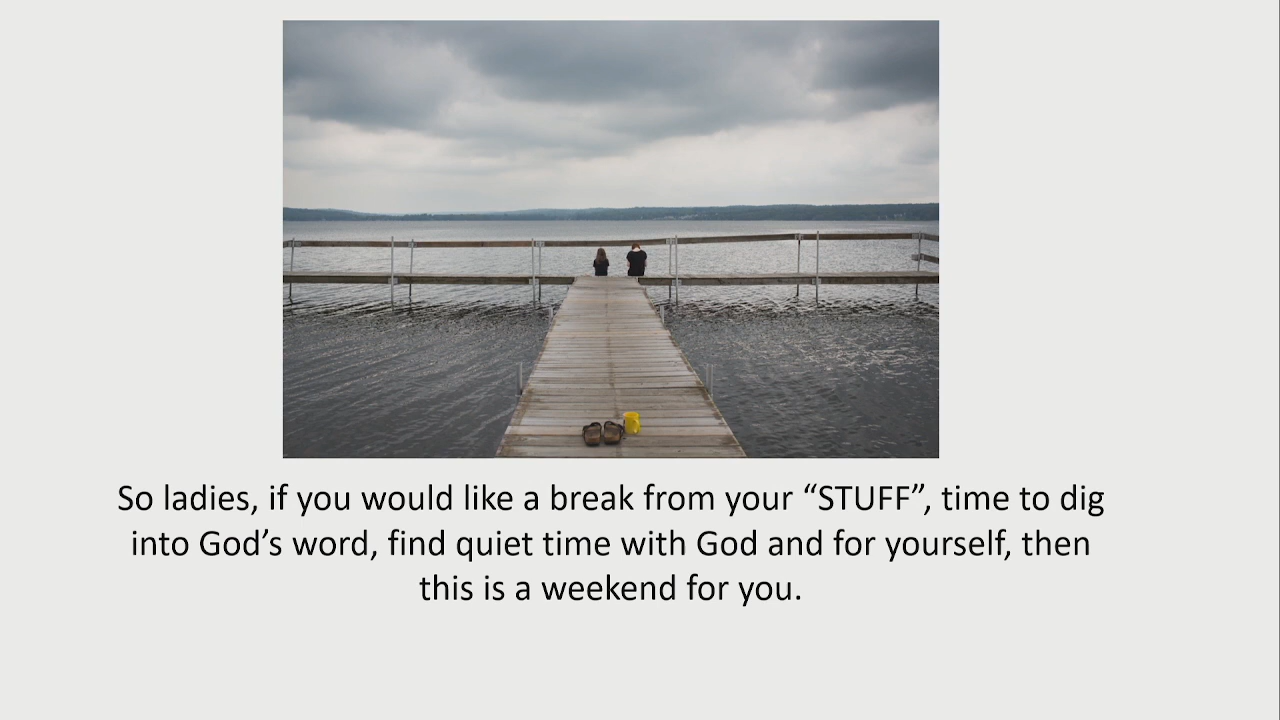 So ladies, if you would like a break from your “STUFF”, time to dig
into God’s word, find quiet time with God and for yourself, then
this is a weekend for you.